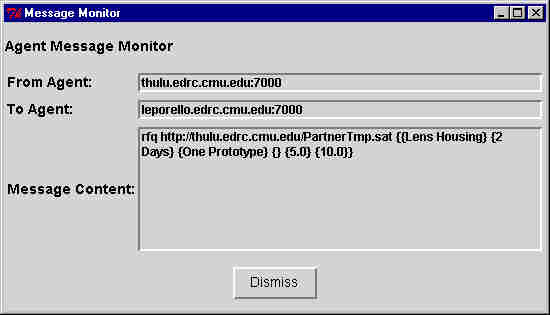 Message Monitor
Agent Message Monitor
From Agent: thulu.edrc.cmu.edu:7000
To Agent: leporello.edrc.cmu.edu:7000
rfq http://thulu.edrc.cmu.edu/PartnerTmp.sat {{Lens Housing} {2
Days} {One Prototype} {} {5.0} {10.0}}
Message Content:
Dismiss